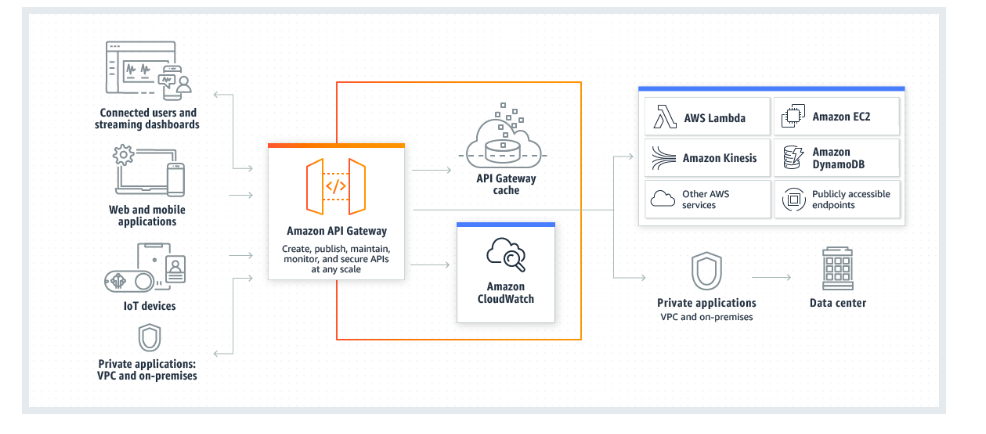 Connected users and
streaming dashboards
Web and mobile
applications
IoT devices
Private applications:
VPC and on-premises
</>
Amazon API Gateway
Create, publish, maintain,
monitor, and secure APIs
at any scale
API Gateway
cache
Amazon
CloudWatch
AWS Lambda
Amazon EC2
Amazon Kinesis
Amazon
DynamoDB
Other AWS
services
Publicly accessible
endpoints
Private applications
VPC and on-premises
Data center